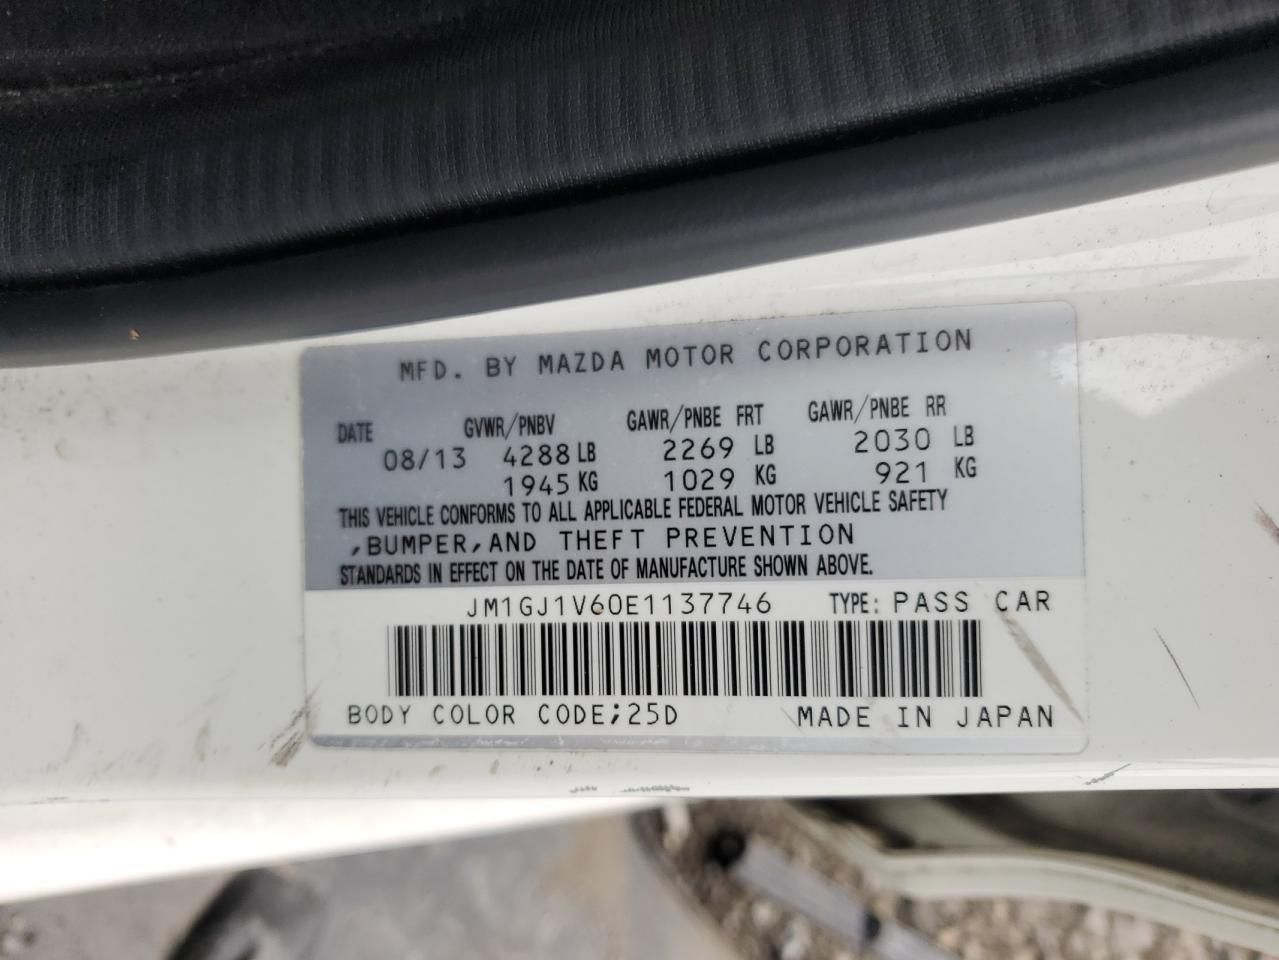 MFD. BY MAZDA MOTOR CORPORATION
DATE GVWR/PNBV GAWR/PNBE FRT GAWR/PNBE RR
08/13 4288 LB 2269 LB 2030 LB
1945 KG 1029 KG 921 KG
THIS VEHICLE CONFORMS TO ALL APPLICABLE FEDERAL MOTOR VEHICLE SAFETY
,BUMPER,AND THEFT PREVENTION
STANDARDS IN EFFECT ON THE DATE OF MANUFACTURE SHOWN ABOVE.
JM1GJ1V60E1137746 TYPE: PASS CAR
BODY COLOR CODE;25D MADE IN JAPAN